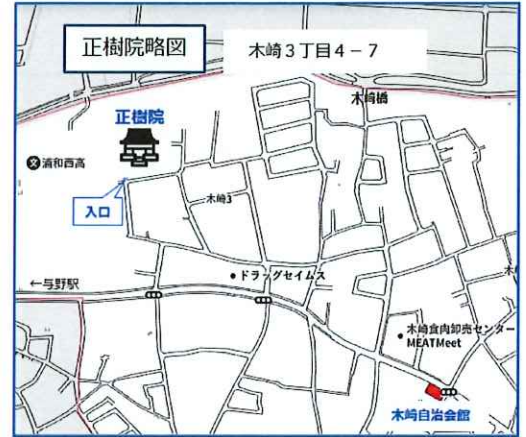 正樹院略図
木崎3丁目4－7
木崎橋
正樹院
文
浦和西高
木崎3
入口
ドラッグセイムス
←与野駅
木崎食肉卸売センター
MEATMeet
木崎自治会館